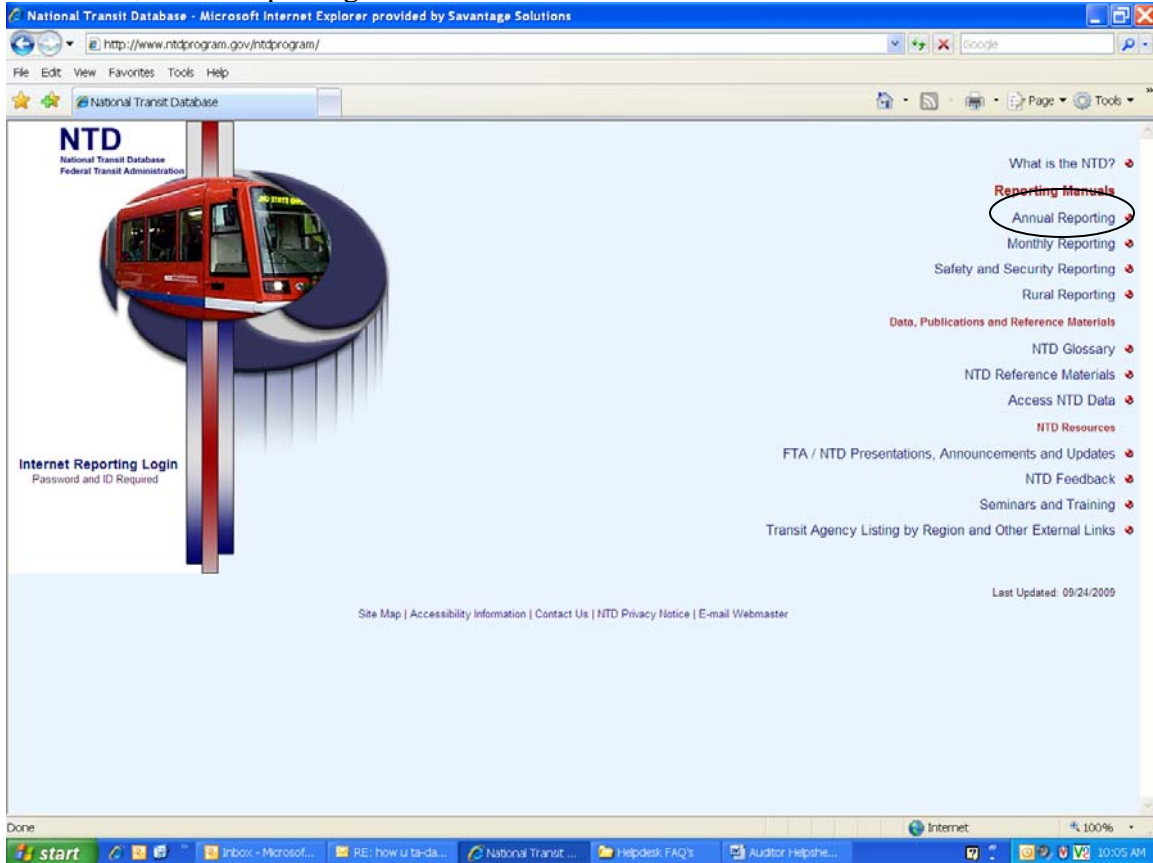 National Transit Database - Microsoft Internet Explorer provided by Savantage Solutions
http://www.ntdprogram.gov/ntdprogram/
Google
File Edit View Favorites Tools Help
National Transit Database
Page Tools
NTD
National Transit Database
Federal Transit Administration
What is the NTD?
Reporting Manuals
Annual Reporting
Monthly Reporting
Safety and Security Reporting
Rural Reporting
Data, Publications and Reference Materials
NTD Glossary
NTD Reference Materials
Access NTD Data
NTD Resources
FTA / NTD Presentations, Announcements and Updates
NTD Feedback
Seminars and Training
Transit Agency Listing by Region and Other External Links
Internet Reporting Login
Password and ID Required
Last Updated: 09/24/2009
Site Map | Accessibility Information | Contact Us | NTD Privacy Notice | E-mail Webmaster
Done
Internet
100%
start
Inbox - Microsof...
RE: how u ta-da...
National Transit ...
Helpdesk FAQ's
Auditor Helpshe...
10:05 AM